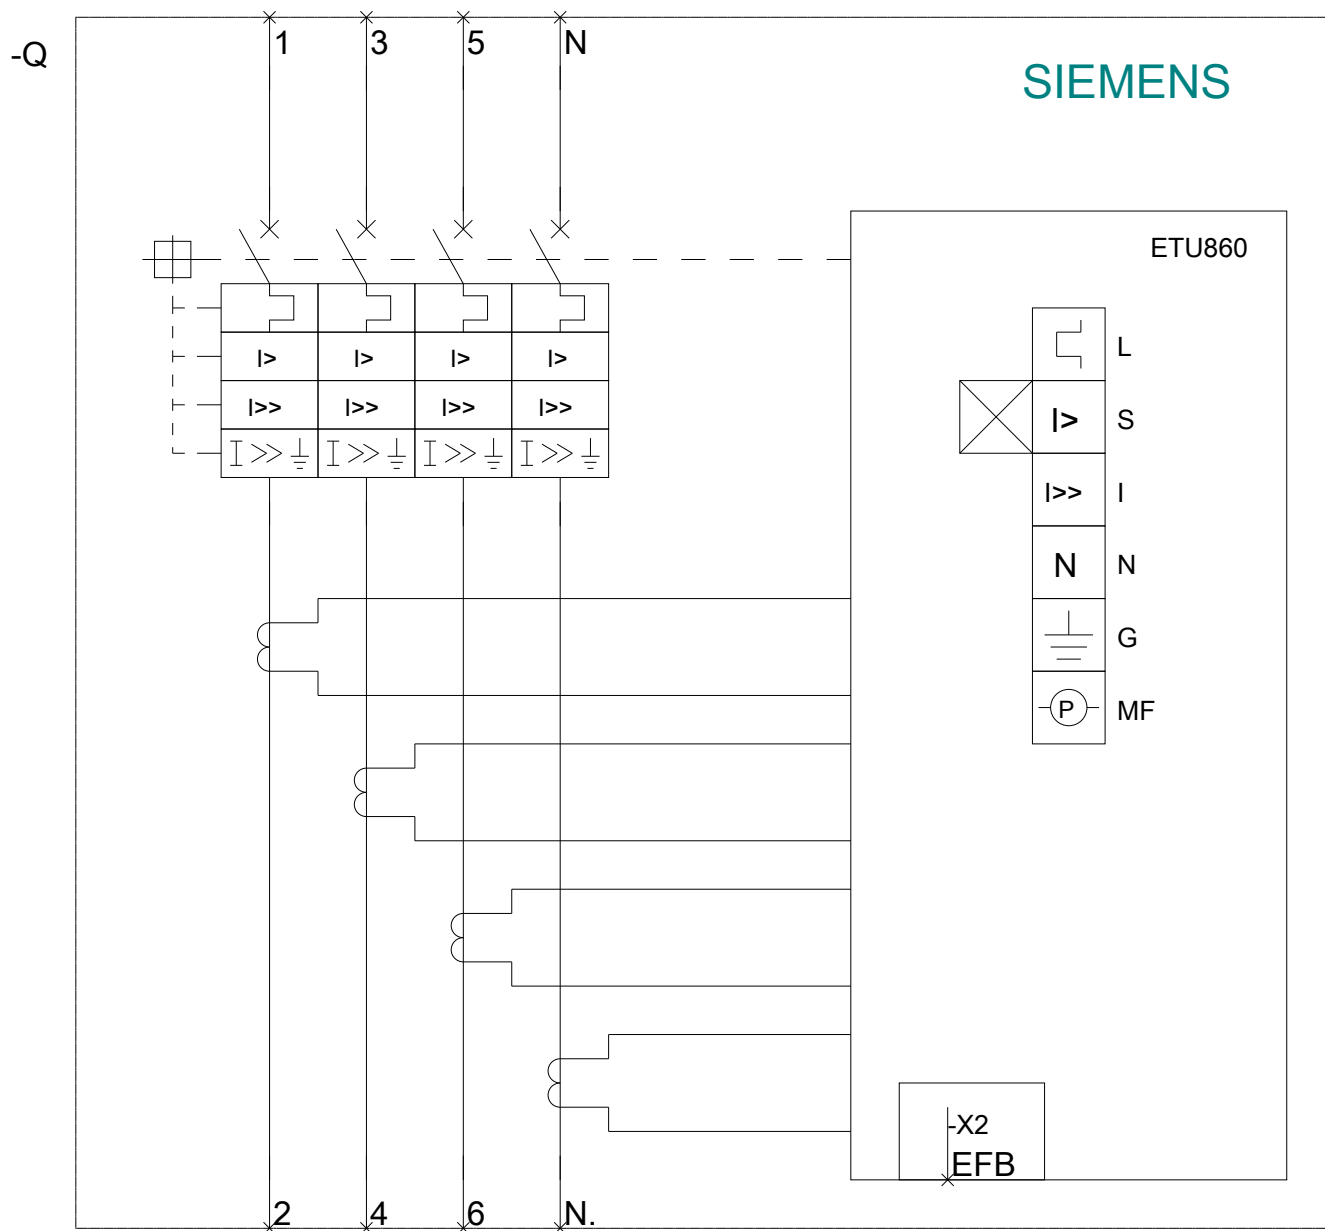 1 3 5 N
-Q
SIEMENS
ETU860
I> I> I> I>
I>> I>> I>> I>>
I>> I>> I>> I>>
L
I> S
I>> I
N N
G
P MF
-X2
EFB
2 4 6 N.